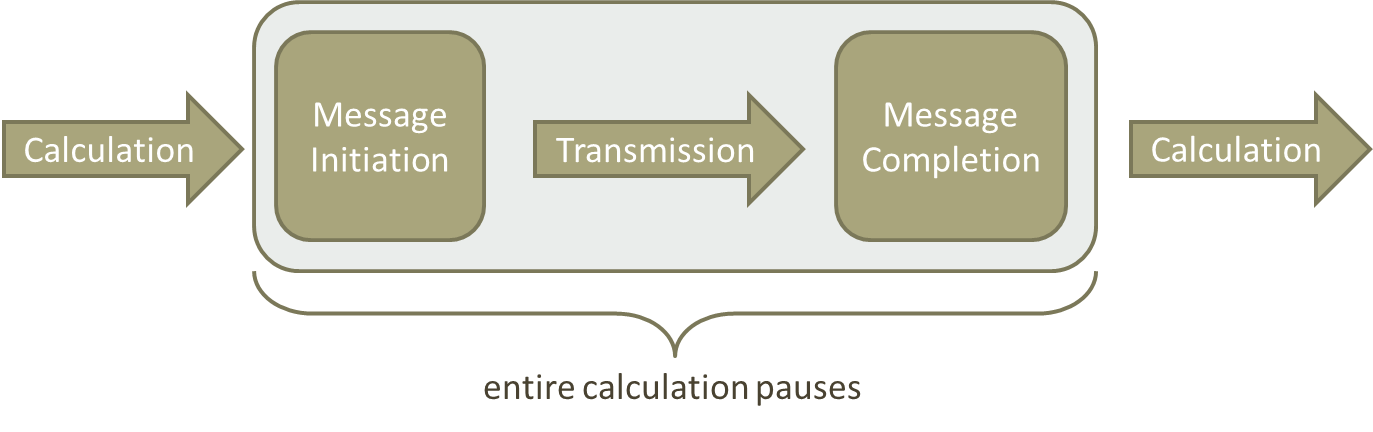 Calculation
Message
Initiation
Transmission
Message
Completion
Calculation
entire calculation pauses